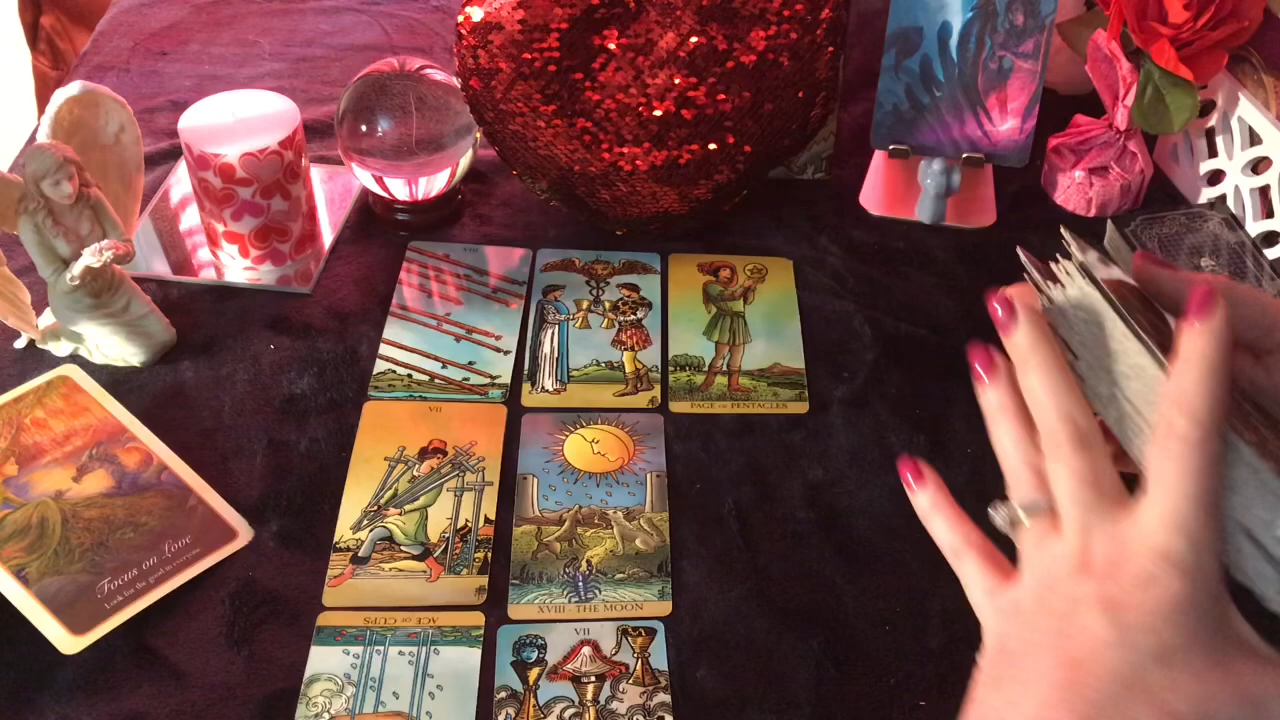 VIII
PAGE OF PENTACLES
VII
XVIII · THE MOON
Focus on Love
Look for the good in everyone
ACE OF CUPS
VII